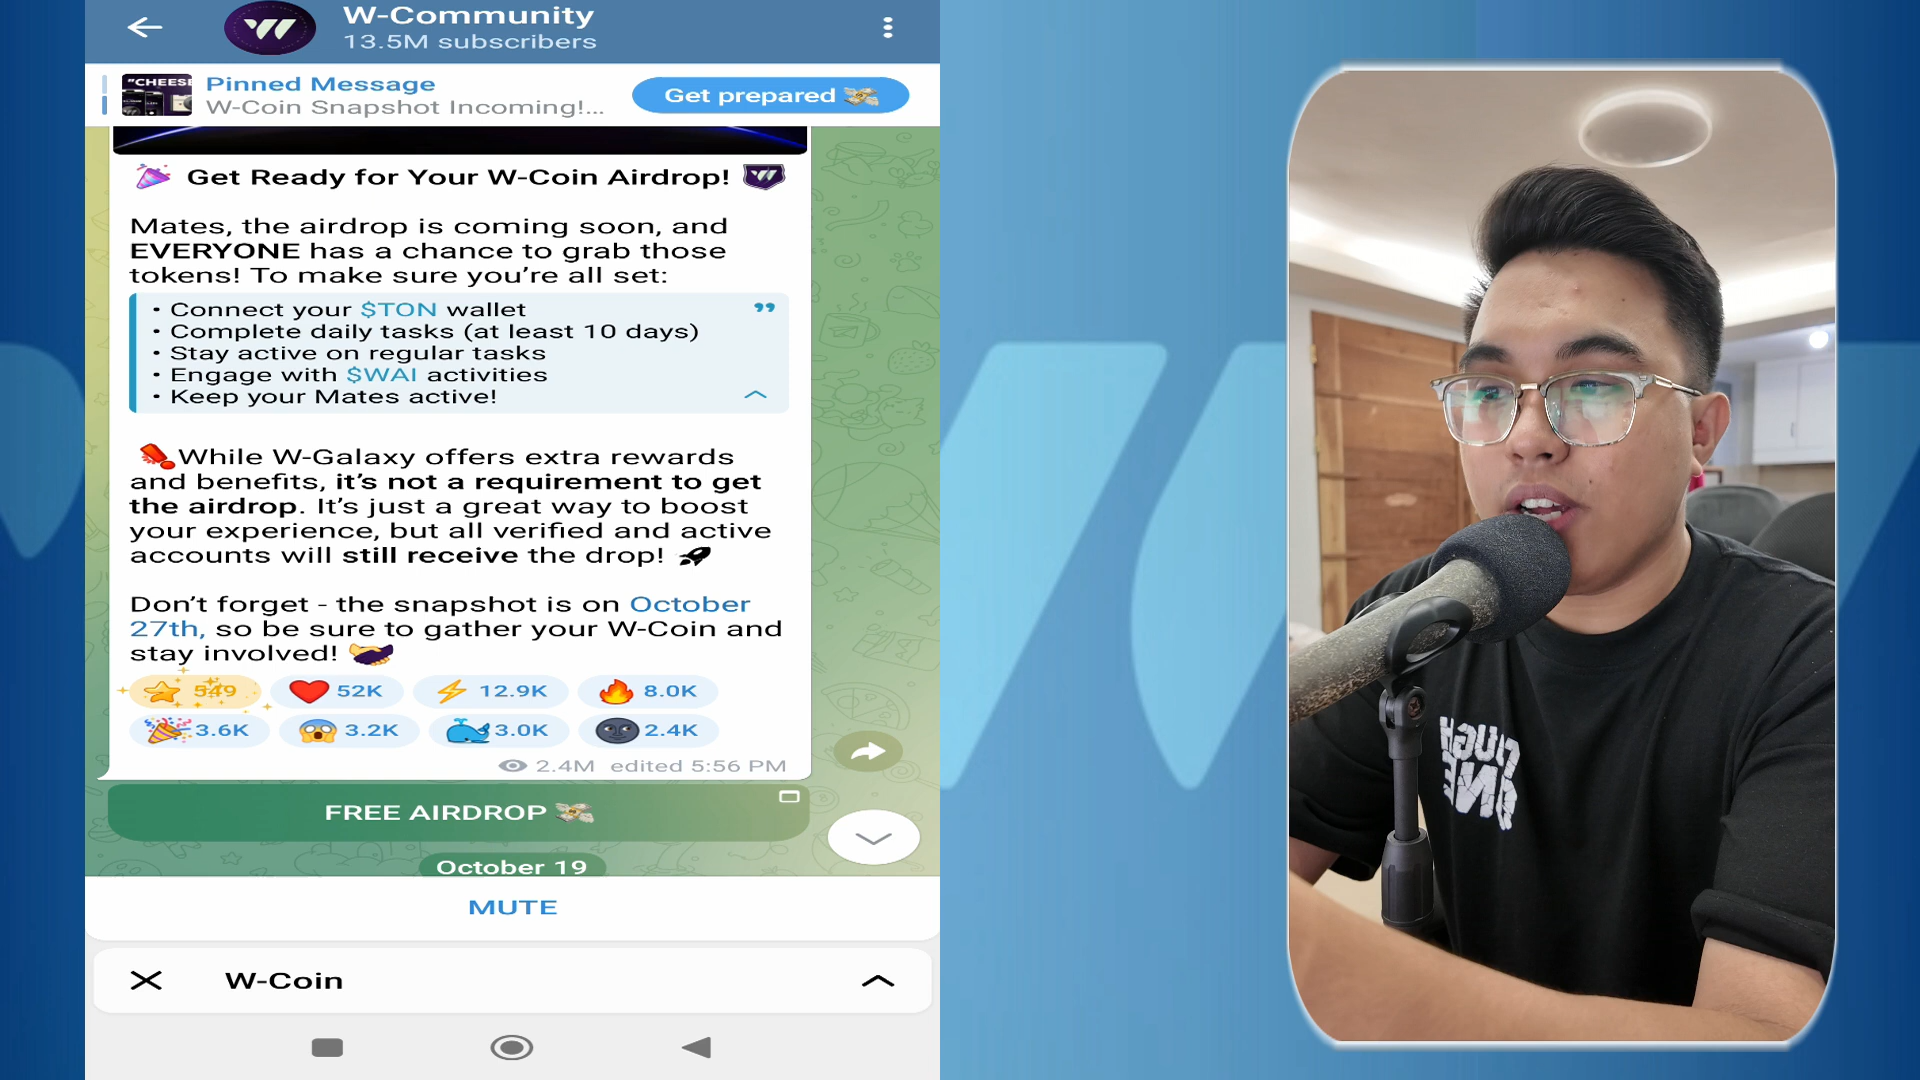 W-Community
13.5M subscribers
"CHEESE
Pinned Message
W-Coin Snapshot Incoming!...
Get prepared 💸
🎉 Get Ready for Your W-Coin Airdrop!
Mates, the airdrop is coming soon, and
EVERYONE has a chance to grab those
tokens! To make sure you’re all set:
• Connect your $TON wallet
• Complete daily tasks (at least 10 days)
• Stay active on regular tasks
• Engage with $WAI activities
• Keep your Mates active!
While W-Galaxy offers extra rewards
and benefits, it’s not a requirement to get
the airdrop. It’s just a great way to boost
your experience, but all verified and active
accounts will still receive the drop! 🚀
Don’t forget - the snapshot is on October
27th, so be sure to gather your W-Coin and
stay involved! 🤝
⭐ 549 ❤️ 52K ⚡ 12.9K 🔥 8.0K
🎉 3.6K 😱 3.2K 🐳 3.0K 🌚 2.4K
2.4M edited 5:56 PM
FREE AIRDROP 💸
October 19
MUTE
W-Coin